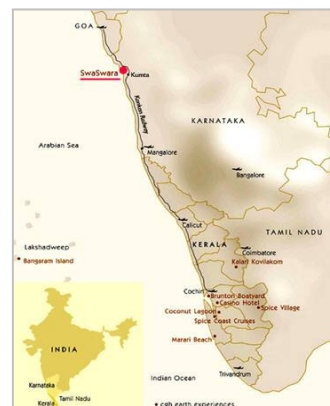 GOA
SwaSwara
Kumta
Konkan Railway
KARNATAKA
Arabian Sea
Mangalore
Bangalore
TAMIL NADU
Calicut
Lakshadweep
KERALA
Coimbatore
Bangaram Island
Kalari Kovilakom
Cochin
Brunton Boatyard
Casino Hotel
Coconut Lagoon
Spice Village
Spice Coast Cruises
Marari Beach
INDIA
Indian Ocean
Trivandrum
Karnataka
Tamil Nadu
Kerala
cgh earth experiences